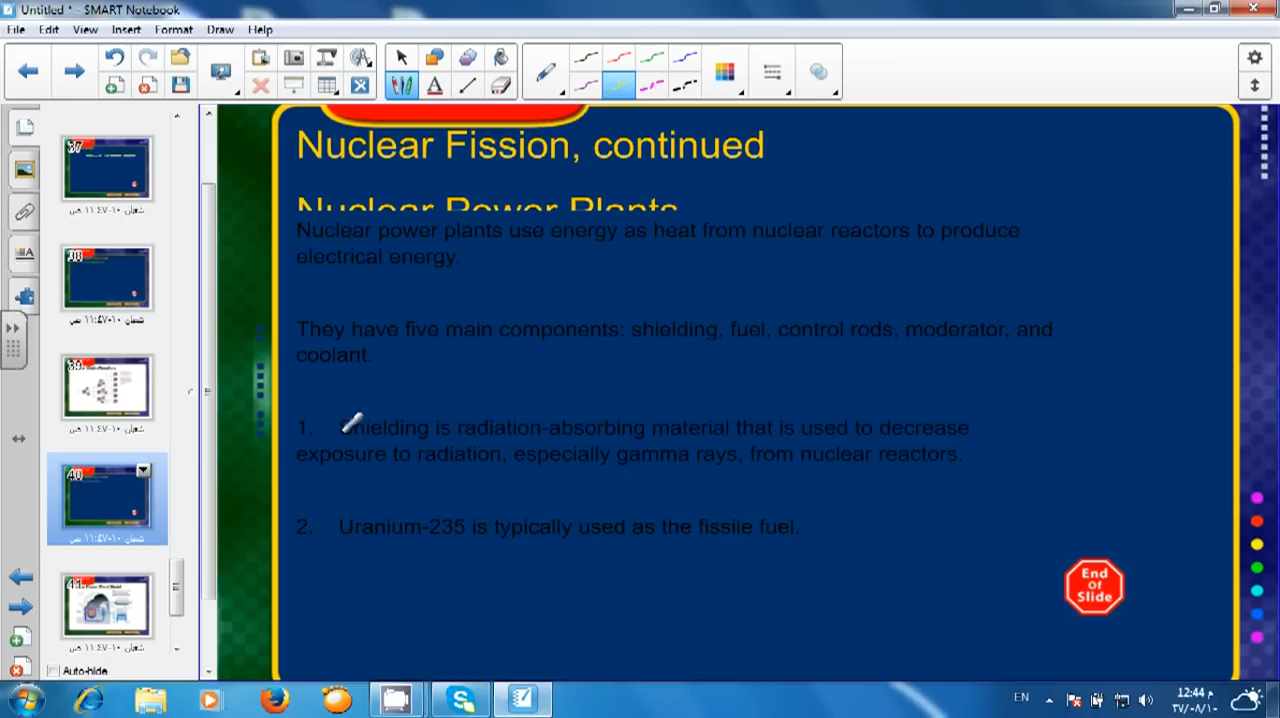 Untitled * - SMART Notebook
File Edit View Insert Format Draw Help
37
38
39
40
41
Auto-hide
Nuclear Fission, continued
Nuclear Power Plants
Nuclear power plants use energy as heat from nuclear reactors to produce
electrical energy.
They have five main components: shielding, fuel, control rods, moderator, and
coolant.
1. Shielding is radiation-absorbing material that is used to decrease
exposure to radiation, especially gamma rays, from nuclear reactors.
2. Uranium-235 is typically used as the fissile fuel.
End
Of
Slide
EN
12:44 م
٣٧/٠٨/١٠